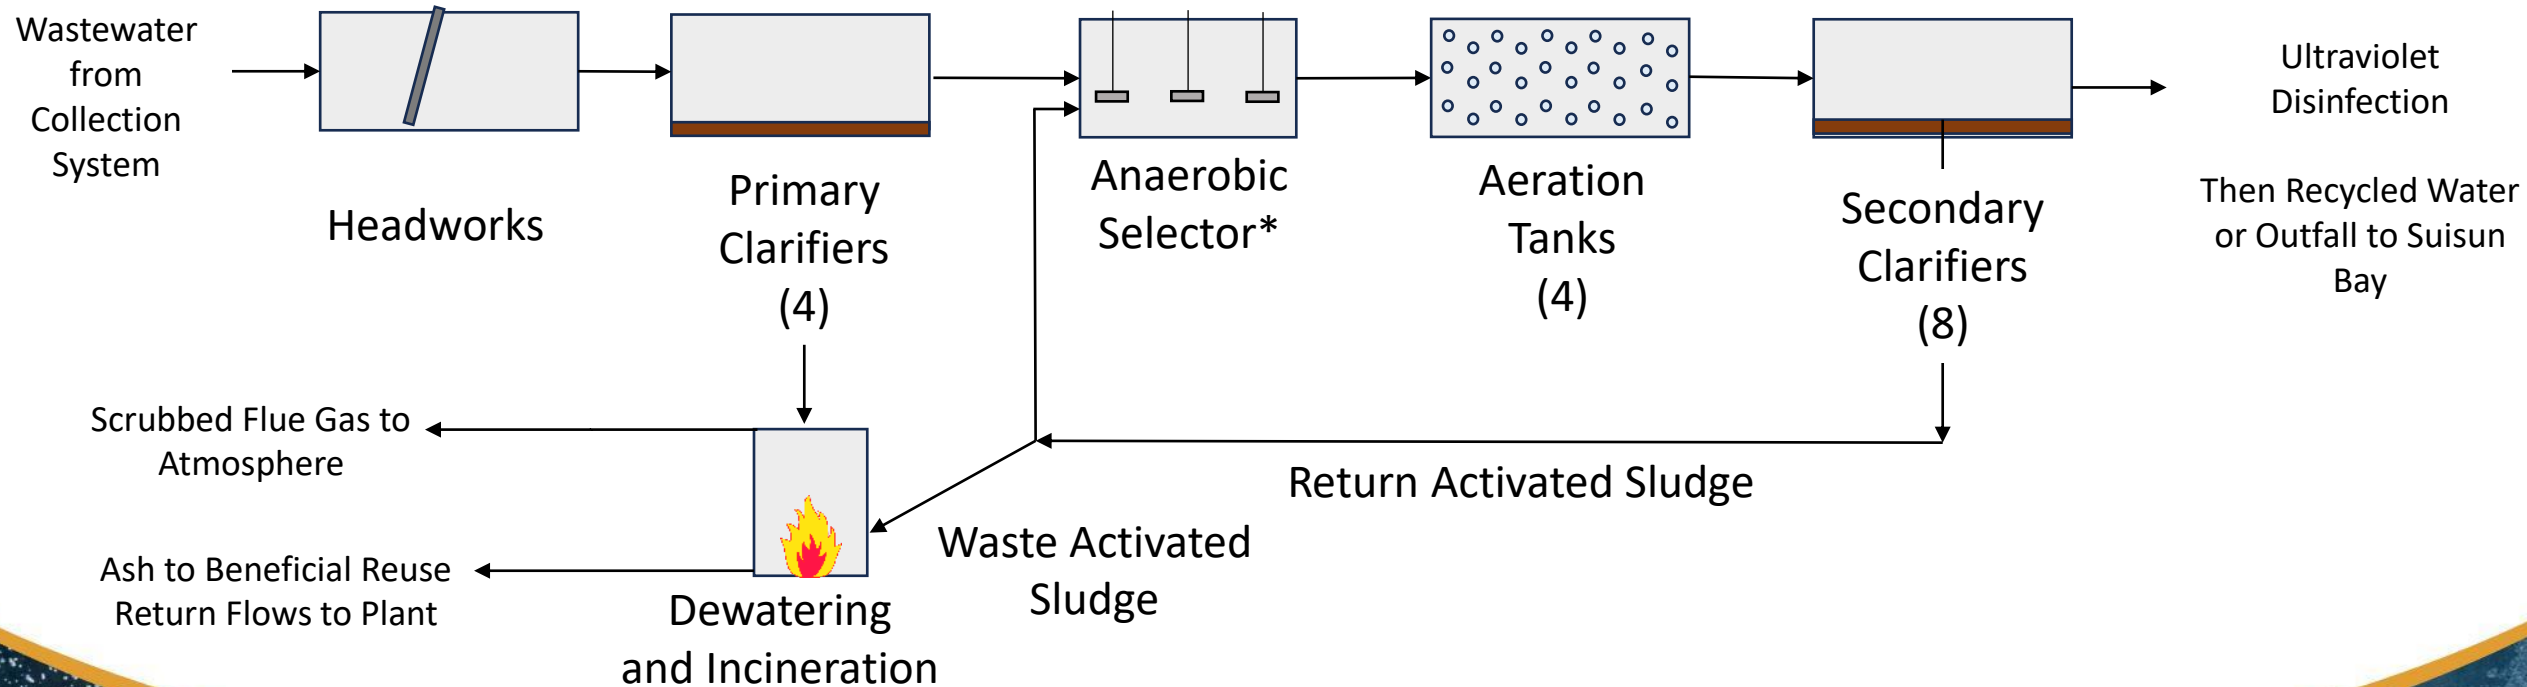 Wastewater
from
Collection
System
Headworks
Primary
Clarifiers
(4)
Anaerobic
Selector*
Aeration
Tanks
(4)
Secondary
Clarifiers
(8)
Ultraviolet
Disinfection
Then Recycled Water
or Outfall to Suisun
Bay
Scrubbed Flue Gas to
Atmosphere
Ash to Beneficial Reuse
Return Flows to Plant
Dewatering
and Incineration
Waste Activated
Sludge
Return Activated Sludge